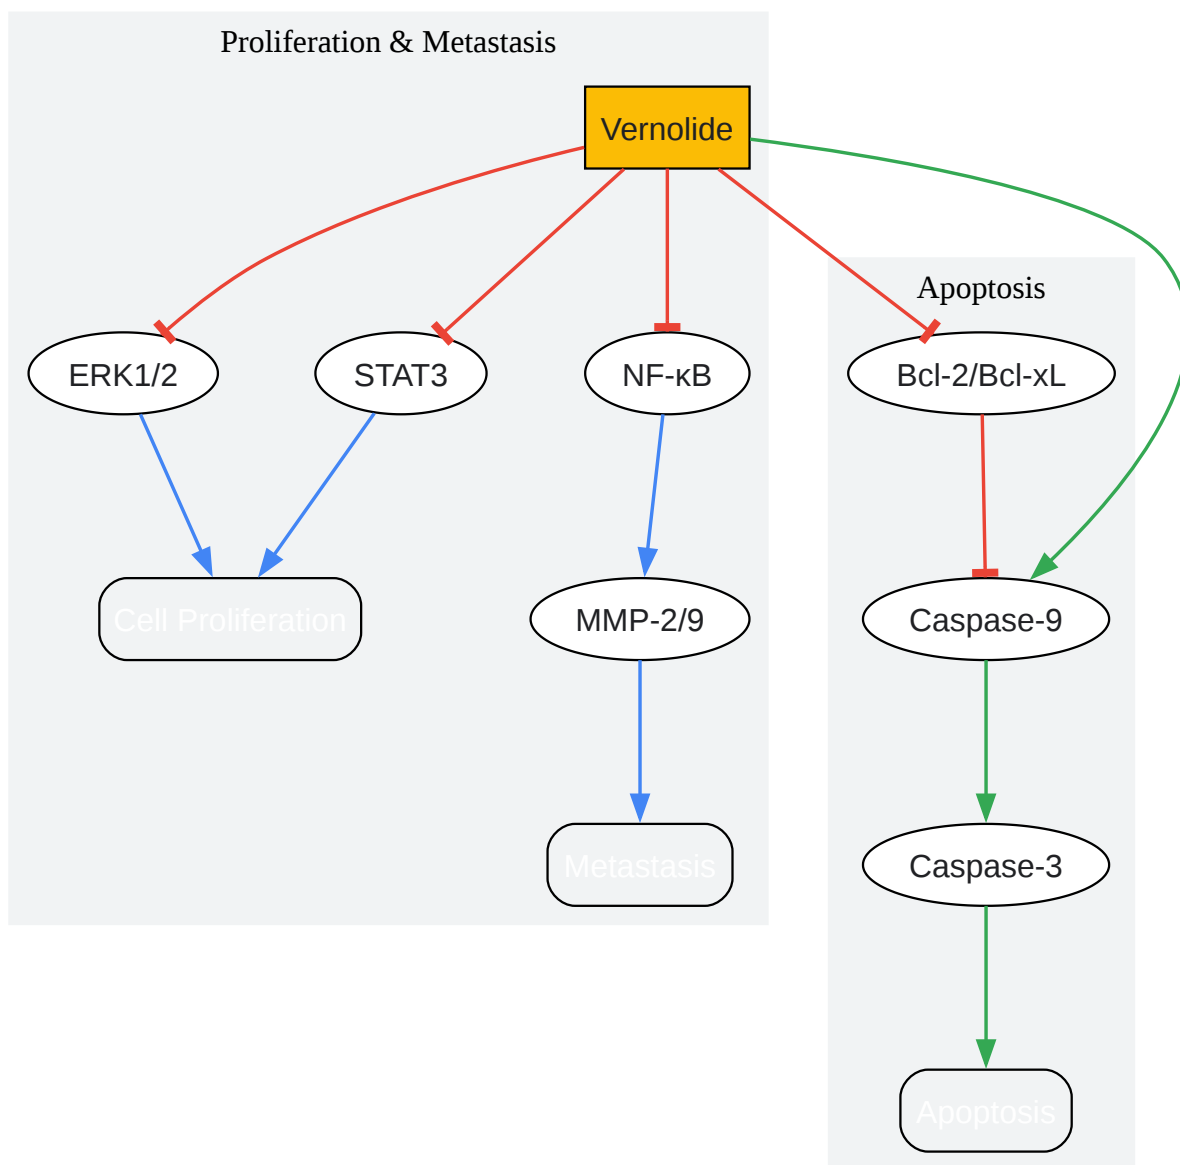 Proliferation & Metastasis
Vernolide
Apoptosis
ERK1/2
STAT3
NF-κB
Bcl-2/Bcl-xL
Cell Proliferation
MMP-2/9
Caspase-9
Metastasis
Caspase-3
Apoptosis